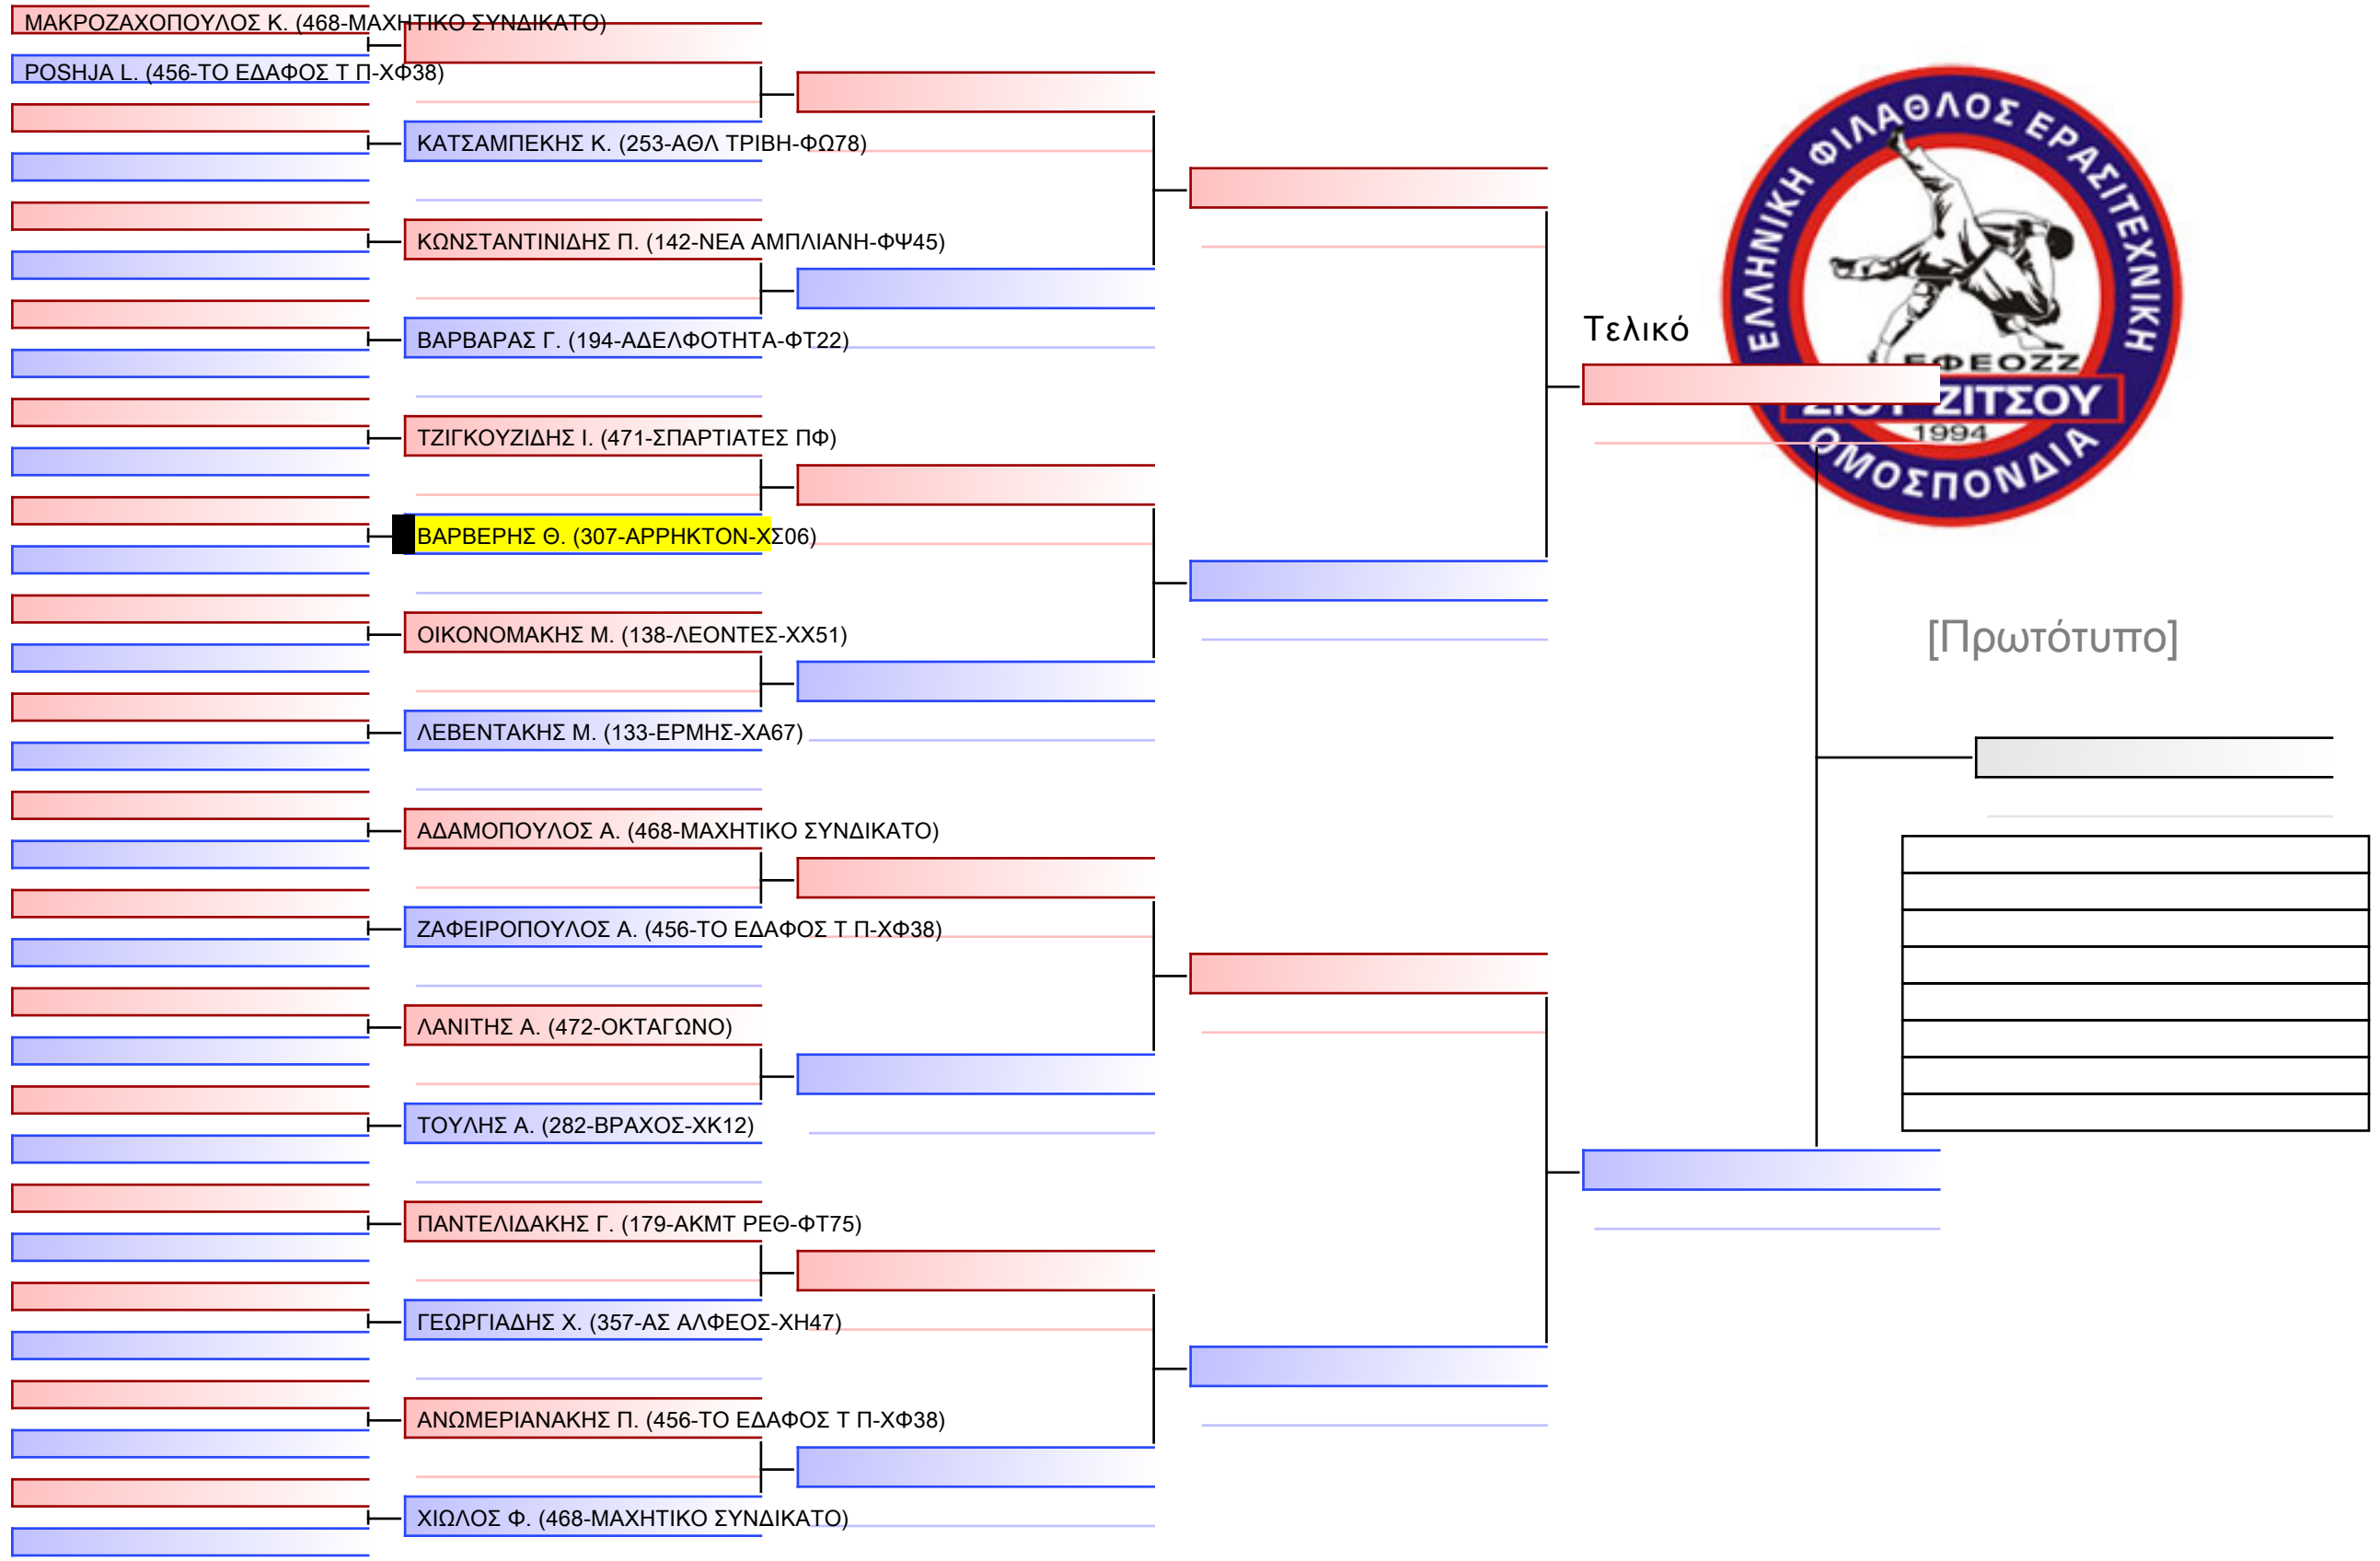 ΜΑΚΡΟΖΑΧΟΠΟΥΛΟΣ Κ. (468-ΜΑΧΗΤΙΚΟ ΣΥΝΔΙΚΑΤΟ)
POSHJA L. (456-ΤΟ ΕΔΑΦΟΣ Τ Π-ΧΦ38)
ΚΑΤΣΑΜΠΕΚΗΣ Κ. (253-ΑΘΛ ΤΡΙΒΗ-ΦΩ78)
ΚΩΝΣΤΑΝΤΙΝΙΔΗΣ Π. (142-ΝΕΑ ΑΜΠΛΙΑΝΗ-ΦΨ45)
ΒΑΡΒΑΡΑΣ Γ. (194-ΑΔΕΛΦΟΤΗΤΑ-ΦΤ22)
ΤΖΙΓΚΟΥΖΙΔΗΣ Ι. (471-ΣΠΑΡΤΙΑΤΕΣ ΠΦ)
ΒΑΡΒΕΡΗΣ Θ. (307-ΑΡΡΗΚΤΟΝ-ΧΣ06)
ΟΙΚΟΝΟΜΑΚΗΣ Μ. (138-ΛΕΟΝΤΕΣ-ΧΧ51)
ΛΕΒΕΝΤΑΚΗΣ Μ. (133-ΕΡΜΗΣ-ΧΑ67)
ΑΔΑΜΟΠΟΥΛΟΣ Α. (468-ΜΑΧΗΤΙΚΟ ΣΥΝΔΙΚΑΤΟ)
ΖΑΦΕΙΡΟΠΟΥΛΟΣ Α. (456-ΤΟ ΕΔΑΦΟΣ Τ Π-ΧΦ38)
ΛΑΝΙΤΗΣ Α. (472-ΟΚΤΑΓΩΝΟ)
ΤΟΥΛΗΣ Α. (282-ΒΡΑΧΟΣ-ΧΚ12)
ΠΑΝΤΕΛΙΔΑΚΗΣ Γ. (179-ΑΚΜΤ ΡΕΘ-ΦΤ75)
ΓΕΩΡΓΙΑΔΗΣ Χ. (357-ΑΣ ΑΛΦΕΟΣ-ΧΗ47)
ΑΝΩΜΕΡΙΑΝΑΚΗΣ Π. (456-ΤΟ ΕΔΑΦΟΣ Τ Π-ΧΦ38)
ΧΙΩΛΟΣ Φ. (468-ΜΑΧΗΤΙΚΟ ΣΥΝΔΙΚΑΤΟ)
Τελικό
ΕΛΛΗΝΙΚΗ ΦΙΛΑΘΛΟΣ ΕΡΑΣΙΤΕΧΝΙΚΗ
ΕΦΕΟΖΖ
ΖΙΟΥ ΖΙΤΣΟΥ
1994
ΟΜΟΣΠΟΝΔΙΑ
[Πρωτότυπο]